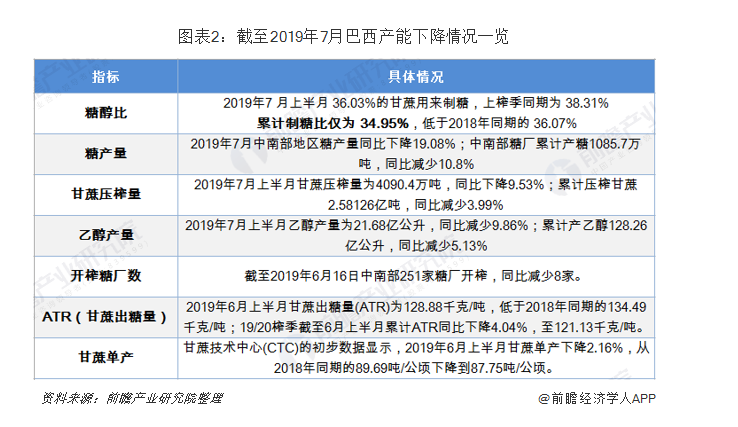 图表2：截至2019年7月巴西产能下降情况一览
指标
具体情况
糖醇比
2019年7月上半月36.03%的甘蔗用来制糖，上榨季同期为38.31%
累计制糖比仅为 34.95%，低于2018年同期的36.07%
糖产量
2019年7月中南部地区糖产量同比下降19.08%；中南部糖厂累计产糖1085.7万
吨，同比减少10.8%
甘蔗压榨量
2019年7月上半月甘蔗压榨量为4090.4万吨，同比下降9.53%；累计压榨甘蔗
2.58126亿吨，同比减少3.99%
乙醇产量
2019年7月上半月乙醇产量为21.68亿公升，同比减少9.86%；累计产乙醇128.26
亿公升，同比减少5.13%
开榨糖厂数
截至2019年6月16日中南部251家糖厂开榨，同比减少8家。
ATR（甘蔗出糖量）
2019年6月上半月甘蔗出糖量(ATR)为128.88千克/吨，低于2018年同期的134.49
千克/吨；19/20榨季截至6月上半月累计ATR同比下降4.04%，至121.13千克/吨。
甘蔗单产
甘蔗技术中心(CTC)的初步数据显示，2019年6月上半月甘蔗单产下降2.16%，从
2018年同期的89.69吨/公顷下降到87.75吨/公顷。
资料来源：前瞻产业研究院整理
@前瞻经济学人APP